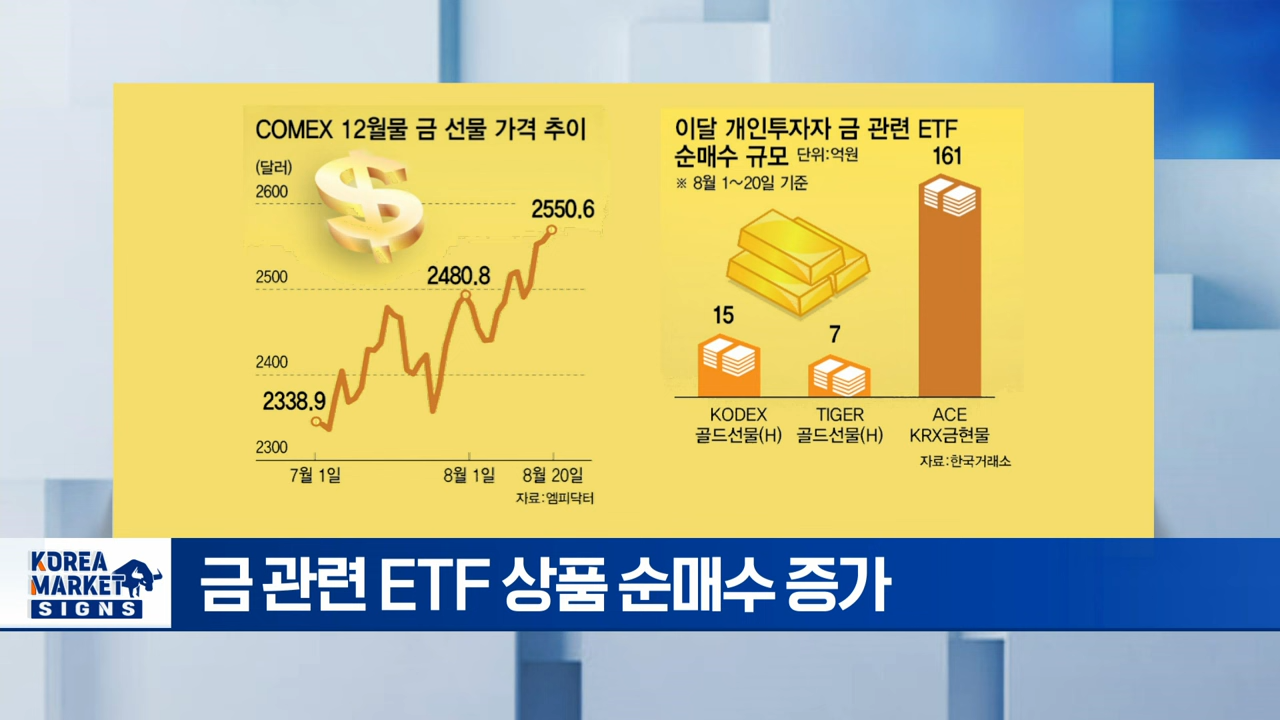 COMEX 12월물 금 선물 가격 추이
(달러)
2600
2500
2400
2300
2338.9
2480.8
2550.6
7월 1일 8월 1일 8월 20일
자료:엠피닥터
이달 개인투자자 금 관련 ETF
순매수 규모 단위:억원
※ 8월 1~20일 기준
15
7
161
KODEX
골드선물(H)
TIGER
골드선물(H)
ACE
KRX금현물
자료:한국거래소
KOREA
MARKET
SIGNS
금 관련 ETF 상품 순매수 증가